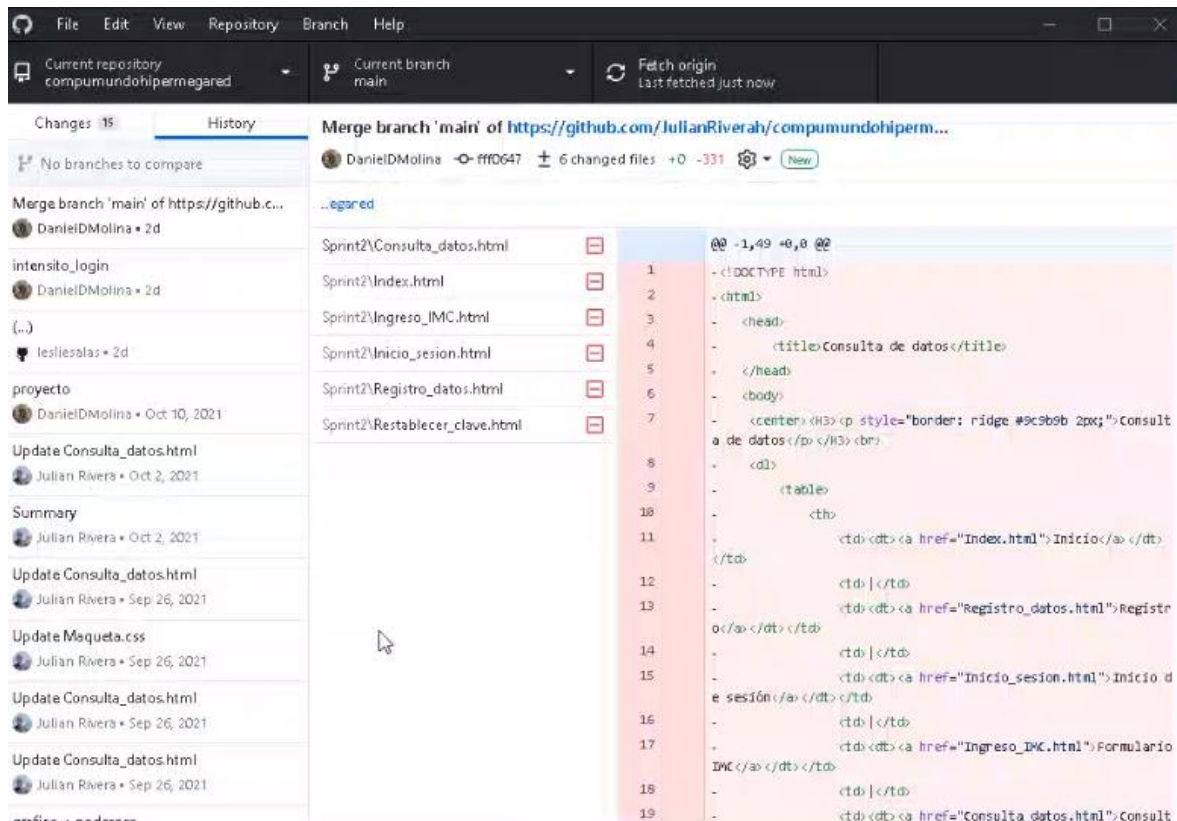 File Edit View Repository Branch Help
Current repository
compumundohipermegared
Current branch
main
Fetch origin
Last fetched just now
Changes 15
History
No branches to compare
Merge branch 'main' of https://github.c...
DanielDMolina • 2d
intensito_login
DanielDMolina • 2d
(...)
lesliesalas • 2d
proyecto
DanielDMolina • Oct 10, 2021
Update Consulta_datos.html
Julian Rivera • Oct 2, 2021
Summary
Julian Rivera • Oct 2, 2021
Update Consulta_datos.html
Julian Rivera • Sep 26, 2021
Update Maqueta.css
Julian Rivera • Sep 26, 2021
Update Consulta_datos.html
Julian Rivera • Sep 26, 2021
Update Consulta_datos.html
Julian Rivera • Sep 26, 2021
Merge branch 'main' of https://github.com/JulianRiverah/compumundohiperm...
DanielDMolina fff0647 6 changed files +0 -331 New
..egared
Sprint2\Consulta_datos.html
Sprint2\Index.html
Sprint2\Ingreso_IMC.html
Sprint2\Inicio_sesion.html
Sprint2\Registro_datos.html
Sprint2\Restablecer_clave.html
@@ -1,49 +0,0 @@
1 -<!DOCTYPE html>
2 -<html>
3 - <head>
4 - <title>Consulta de datos</title>
5 - </head>
6 - <body>
7 - <center><H3><p style="border: ridge #9c9b9b 2px;">Consult
a de datos</p></H3><br>
8 - <dl>
9 - <table>
10 - <th>
11 - <td><dt><a href="Index.html">Inicio</a></dt>
</td>
12 - <td>|</td>
13 - <td><dt><a href="Registro_datos.html">Registr
o</a></dt></td>
14 - <td>|</td>
15 - <td><dt><a href="Inicio_sesion.html">Inicio d
e sesión</a></dt></td>
16 - <td>|</td>
17 - <td><dt><a href="Ingreso_IMC.html">Formulario
IMC</a></dt></td>
18 - <td>|</td>
19 - <td><dt><a href="Consulta_datos.html">Consult